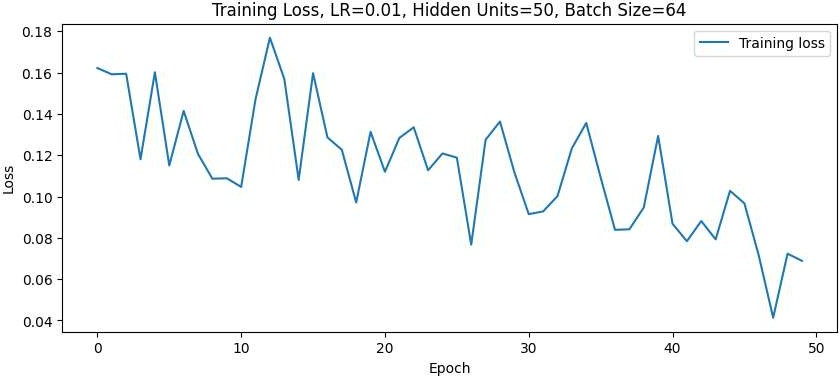 Training Loss, LR=0.01, Hidden Units=50, Batch Size=64
Training loss
0.18
0.16
0.14
0.12
0.10
0.08
0.06
0.04
Loss
0 10 20 30 40 50
Epoch